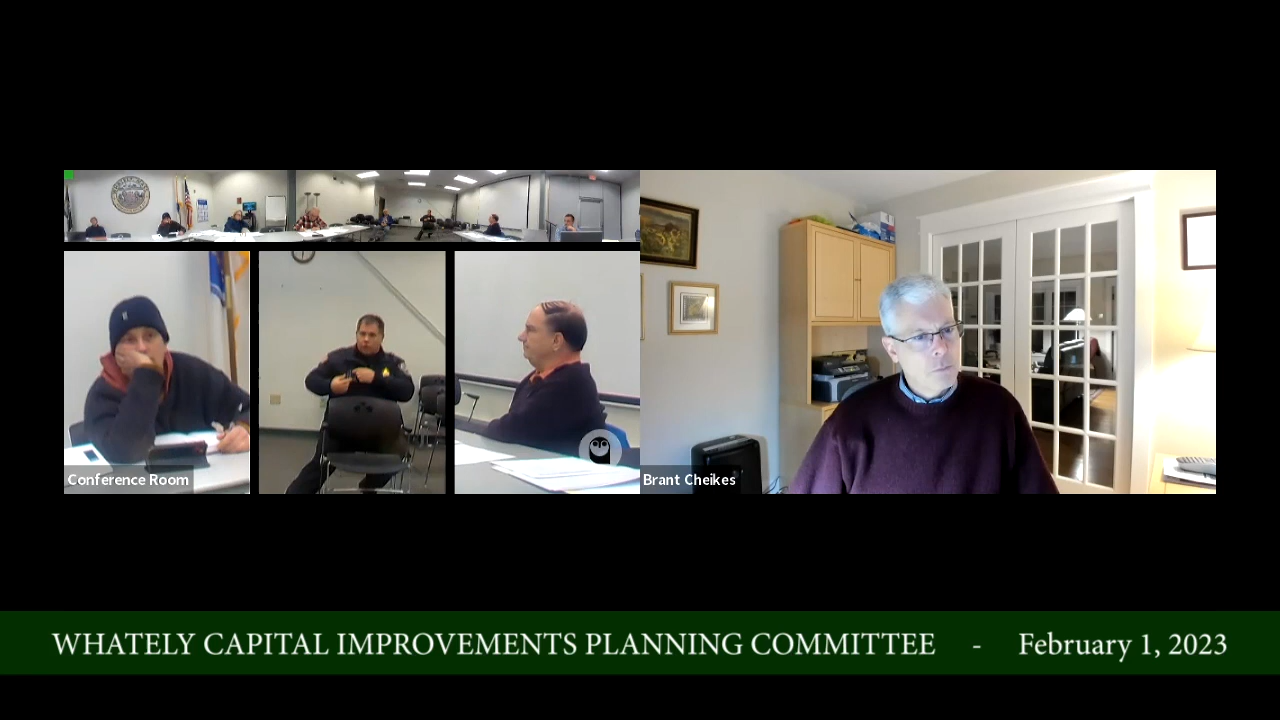 Conference Room
Brant Cheikes
WHATELY CAPITAL IMPROVEMENTS PLANNING COMMITTEE - February 1, 2023